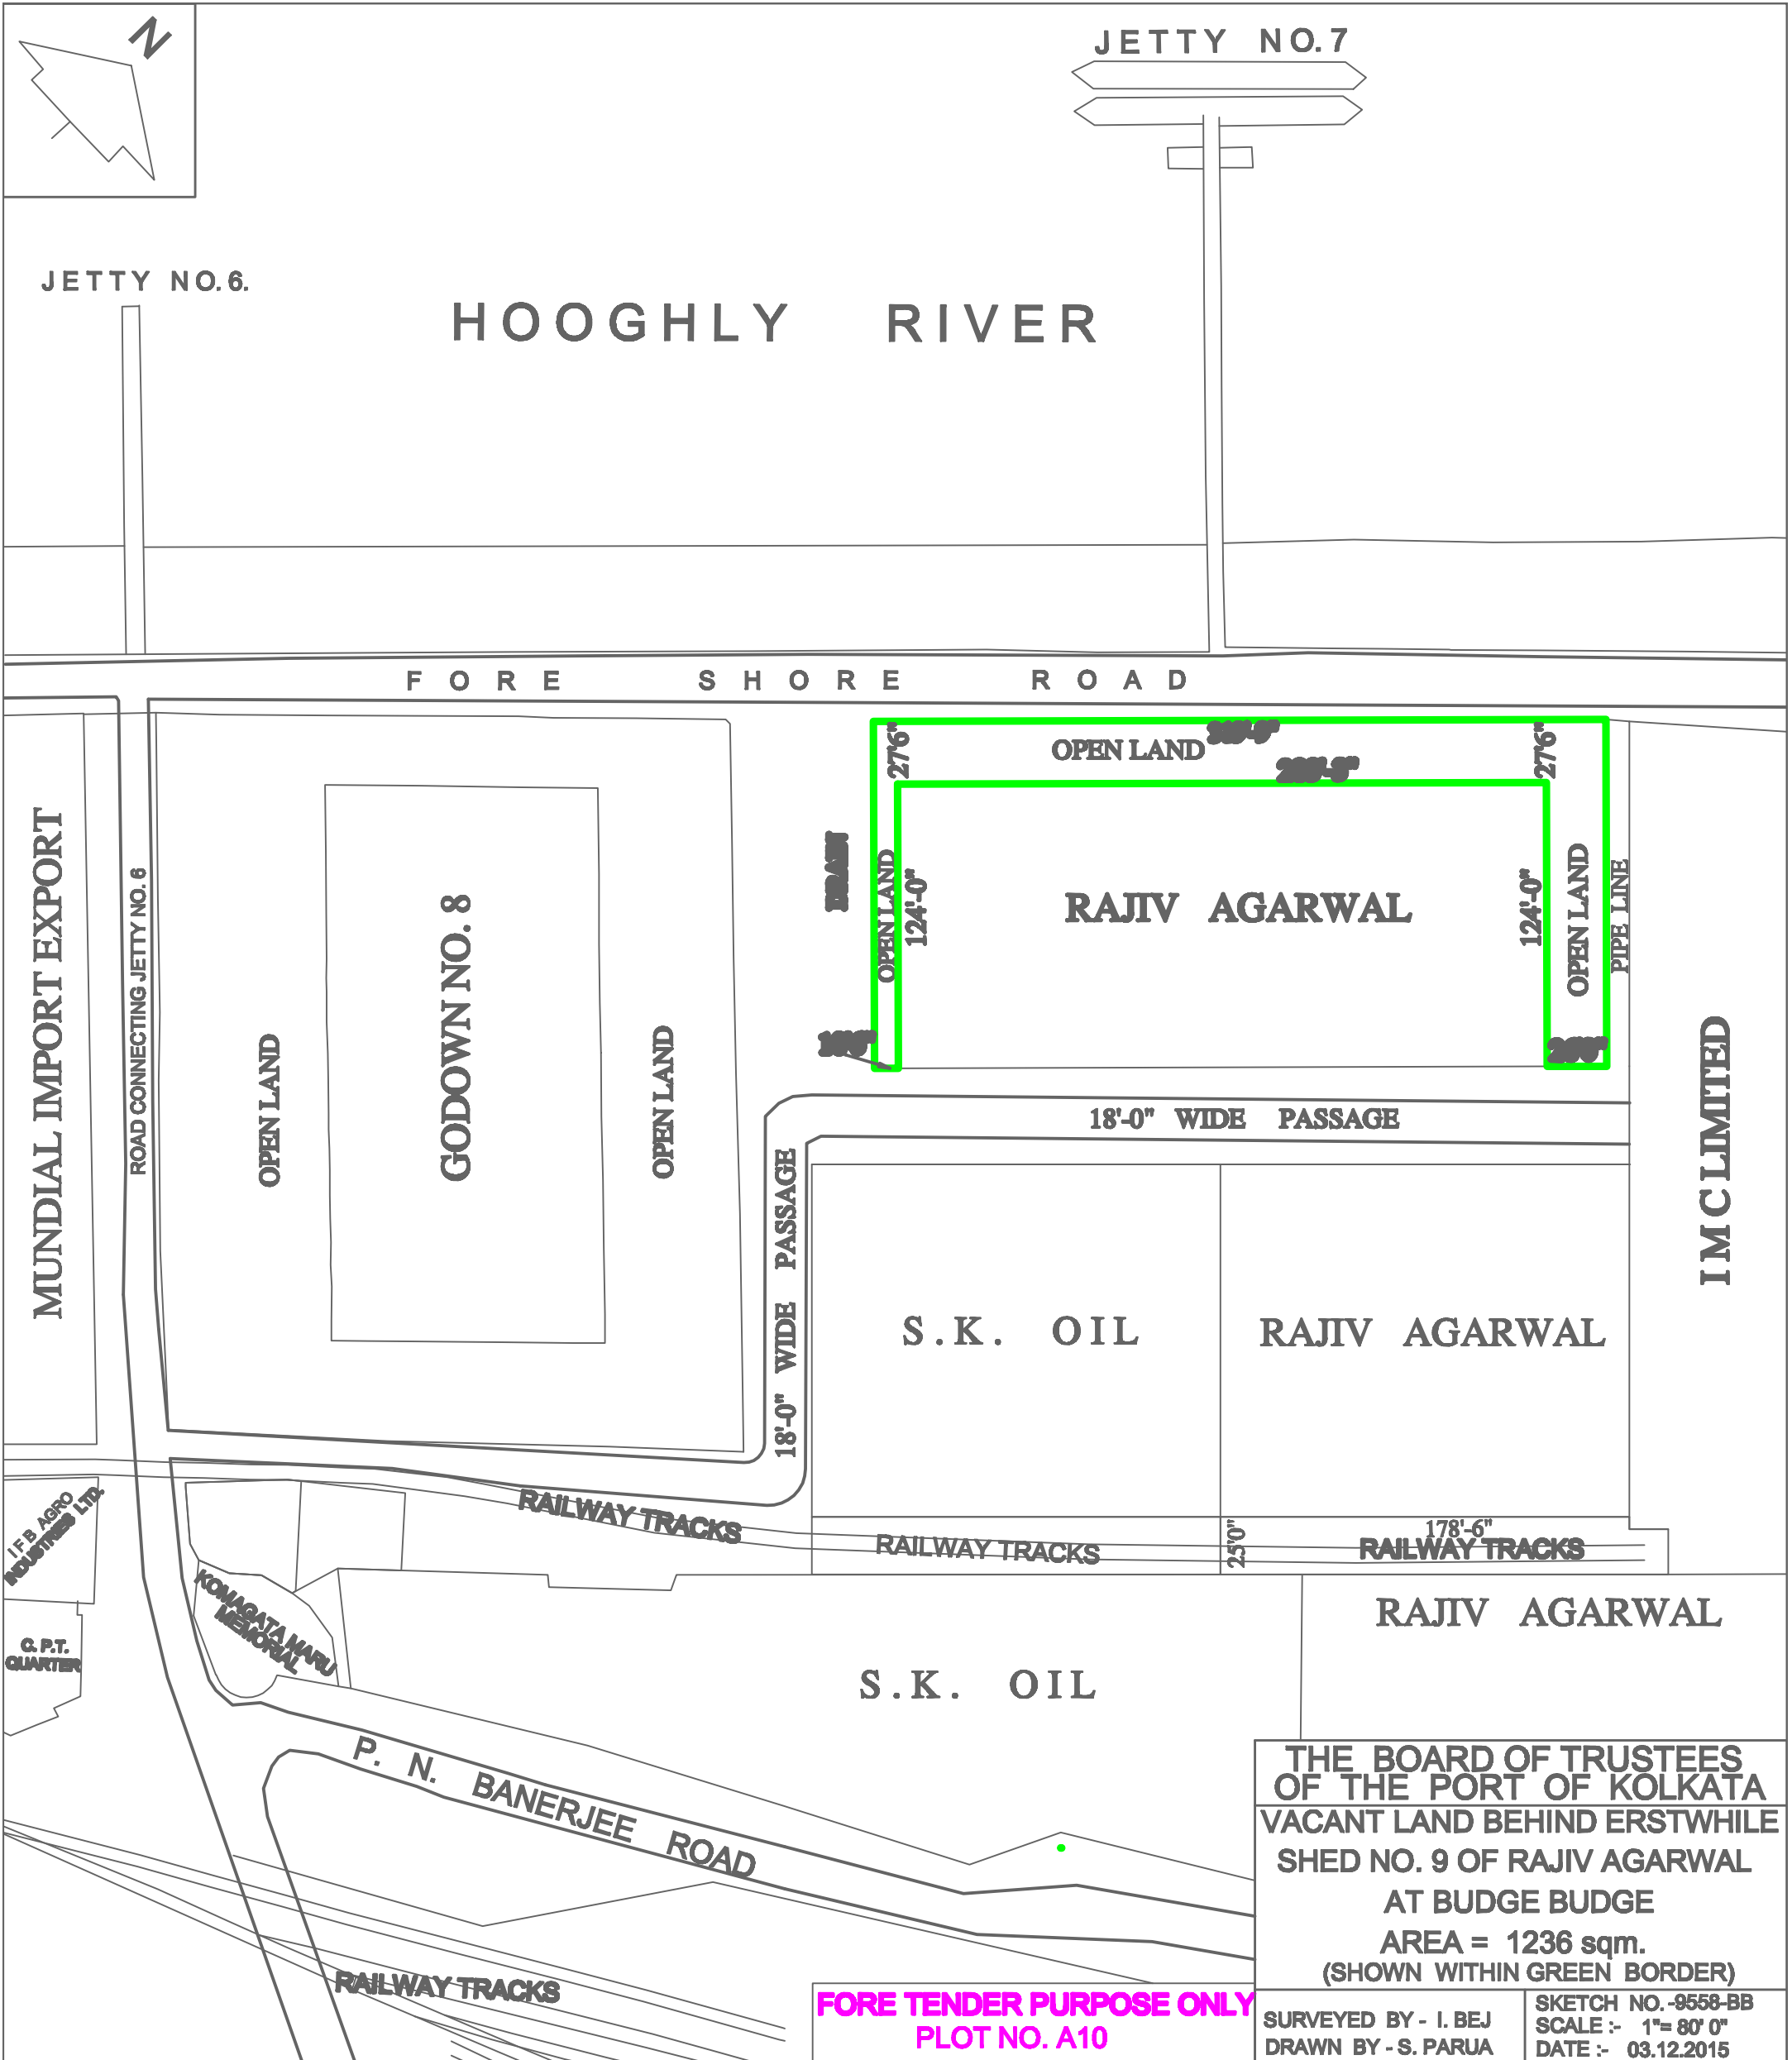 N
JETTY NO.7
JETTY NO.6.
HOOGHLY RIVER
FORE SHORE ROAD
27'6"
OPEN LAND
27'6"
MUNDIAL IMPORT EXPORT
ROAD CONNECTING JETTY NO. 6
OPEN LAND
GODOWN NO. 8
OPEN LAND
OPEN LAND
124'-0"
RAJIV AGARWAL
124'-0"
OPEN LAND
PIPE LINE
I M C LIMITED
18'-0" WIDE PASSAGE
18'-0" WIDE PASSAGE
S.K. OIL
RAJIV AGARWAL
RAILWAY TRACKS
RAILWAY TRACKS
25'0"
178'-6"
RAILWAY TRACKS
I F B AGRO
INDUSTRIES LTD.
KOMAGATA MARU
MEMORIAL
C. P.T.
QUARTER
RAJIV AGARWAL
S.K. OIL
P. N. BANERJEE ROAD
RAILWAY TRACKS
THE BOARD OF TRUSTEES
OF THE PORT OF KOLKATA
VACANT LAND BEHIND ERSTWHILE
SHED NO. 9 OF RAJIV AGARWAL
AT BUDGE BUDGE
AREA = 1236 sqm.
(SHOWN WITHIN GREEN BORDER)
FORE TENDER PURPOSE ONLY
PLOT NO. A10
SURVEYED BY - I. BEJ
DRAWN BY - S. PARUA
SKETCH NO. -9558-BB
SCALE :- 1"= 80' 0"
DATE :- 03.12.2015